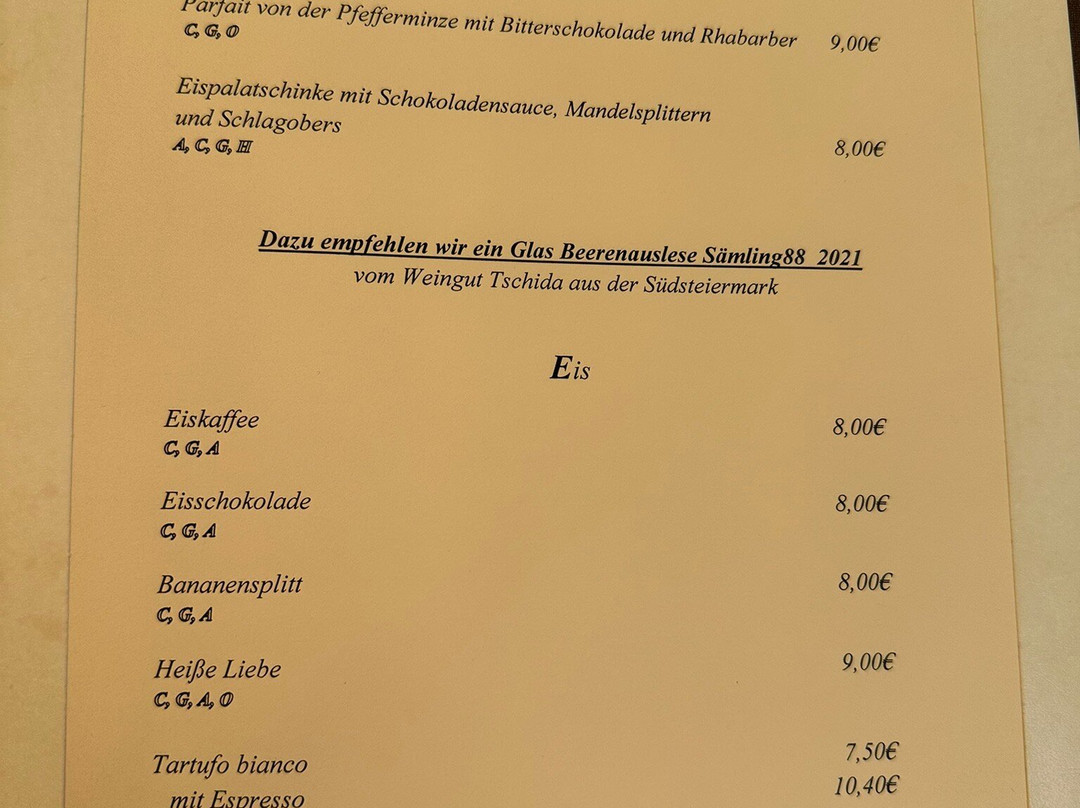 Parfait von der Pfefferminze mit Bitterschokolade und Rhabarber 9,00€
C, G, O
Eispalatschinke mit Schokoladensauce, Mandelsplittern
und Schlagobers
A, C, G, H 8,00€
Dazu empfehlen wir ein Glas Beerenauslese Sämling88 2021
vom Weingut Tschida aus der Südsteiermark
Eis
Eiskaffee 8,00€
C, G, A
Eisschokolade 8,00€
C, G, A
Bananensplitt 8,00€
C, G, A
Heiße Liebe 9,00€
C, G, A, O
Tartufo bianco 7,50€
mit Espresso 10,40€